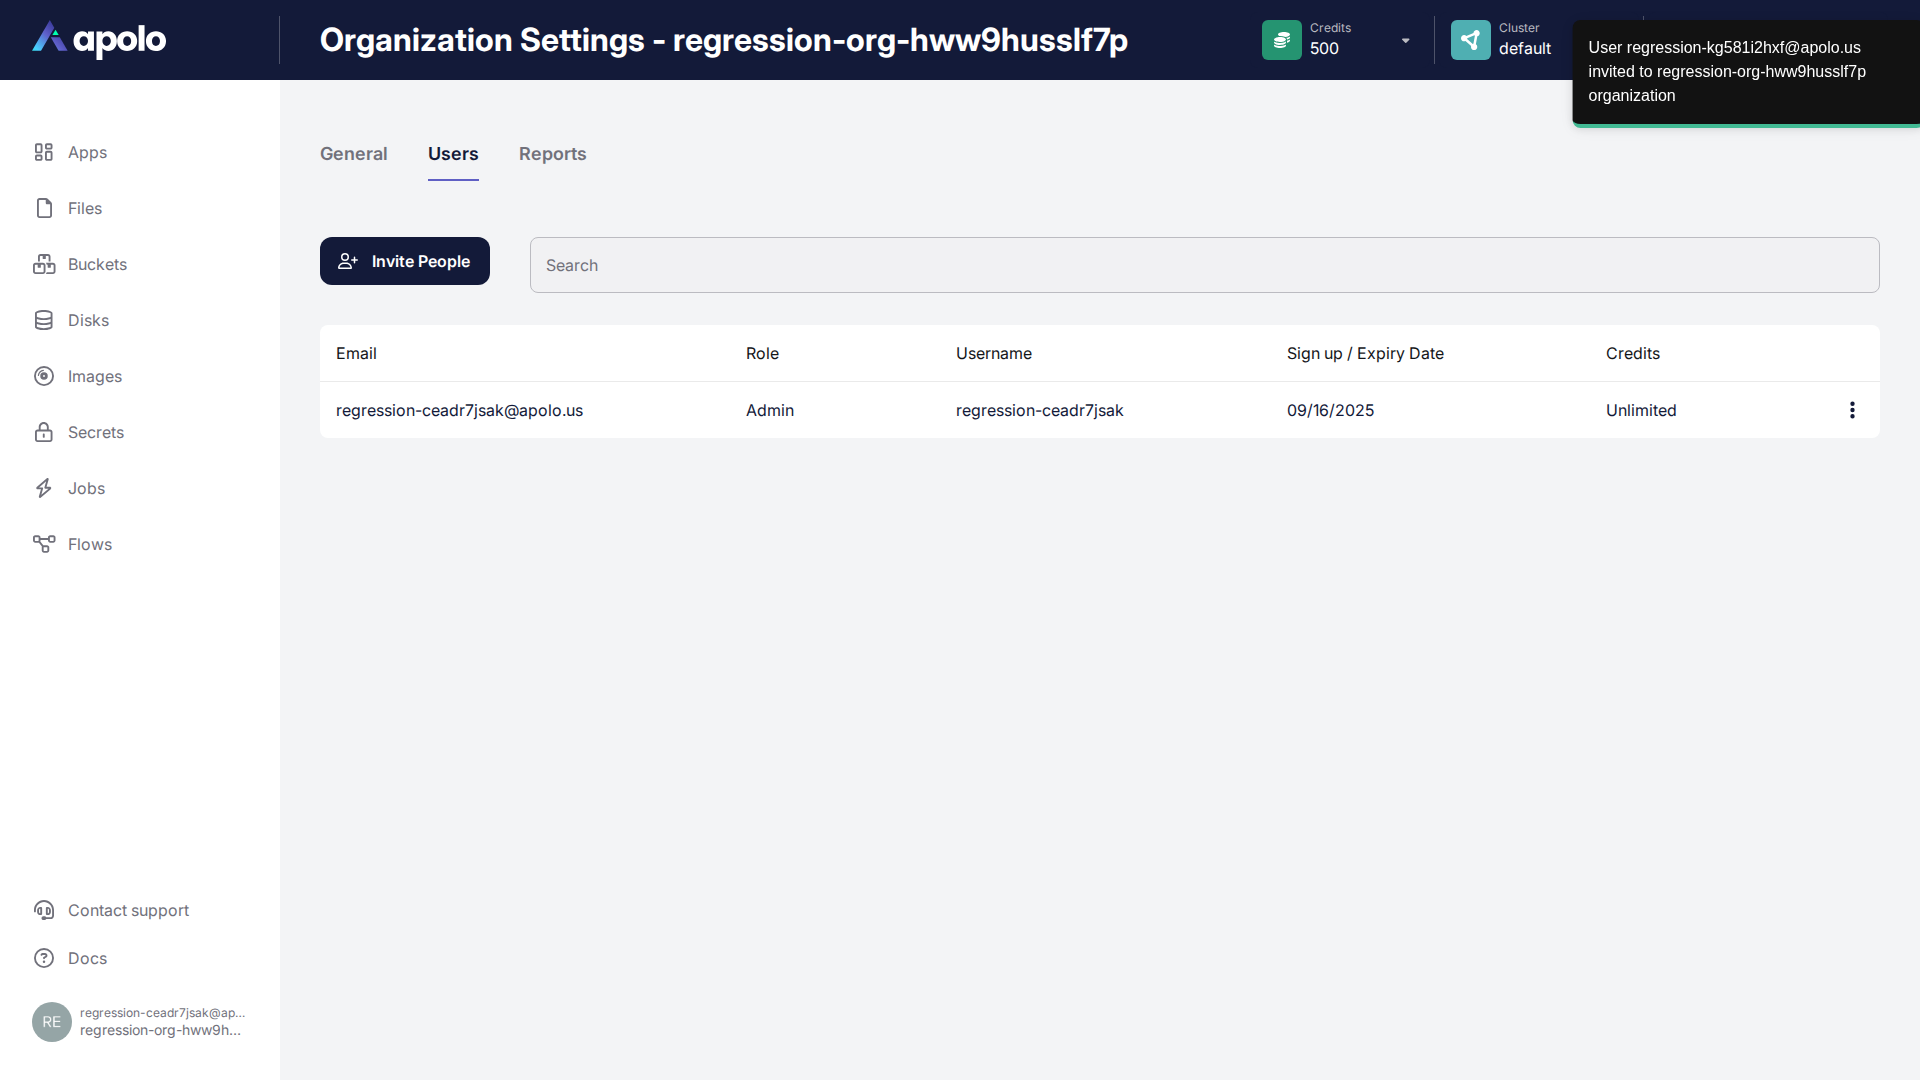 apolo
Organization Settings - regression-org-hww9husslf7p
Credits
500
Cluster
default
User regression-kg581i2hxf@apolo.us
invited to regression-org-hww9husslf7p
organization
Apps
Files
Buckets
Disks
Images
Secrets
Jobs
Flows
General
Users
Reports
Invite People
Search
Email Role Username Sign up / Expiry Date Credits
regression-ceadr7jsak@apolo.us Admin regression-ceadr7jsak 09/16/2025 Unlimited
Contact support
Docs
RE
regression-ceadr7jsak@ap...
regression-org-hww9h...